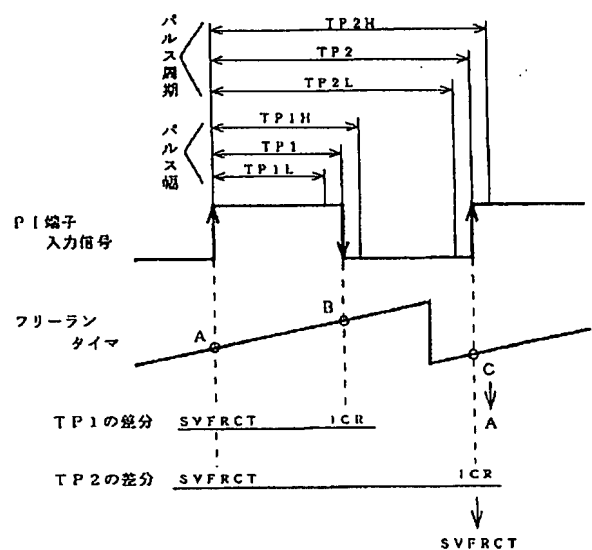 パルス周期
TP2H
TP2
TP2L
パルス幅
TP1H
TP1
TP1L
PI端子
入力信号
フリーラン
タイマ
A
B
C
A
TP1の差分 SVFRCT ICR
TP2の差分 SVFRCT ICR
SVFRCT